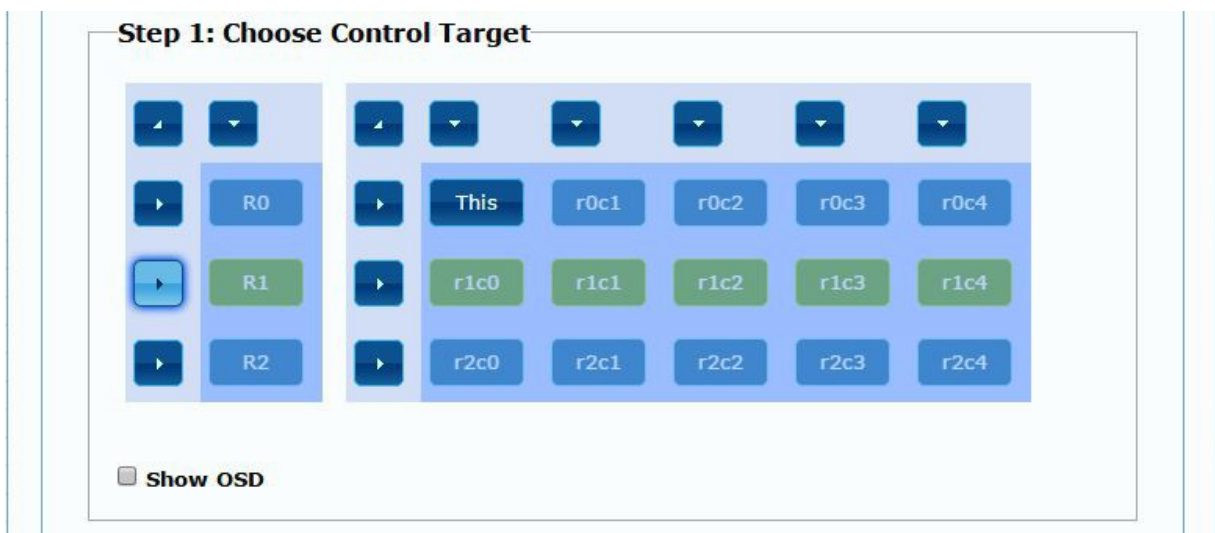 Step 1: Choose Control Target
R0 This r0c1 r0c2 r0c3 r0c4
R1 r1c0 r1c1 r1c2 r1c3 r1c4
R2 r2c0 r2c1 r2c2 r2c3 r2c4
Show OSD